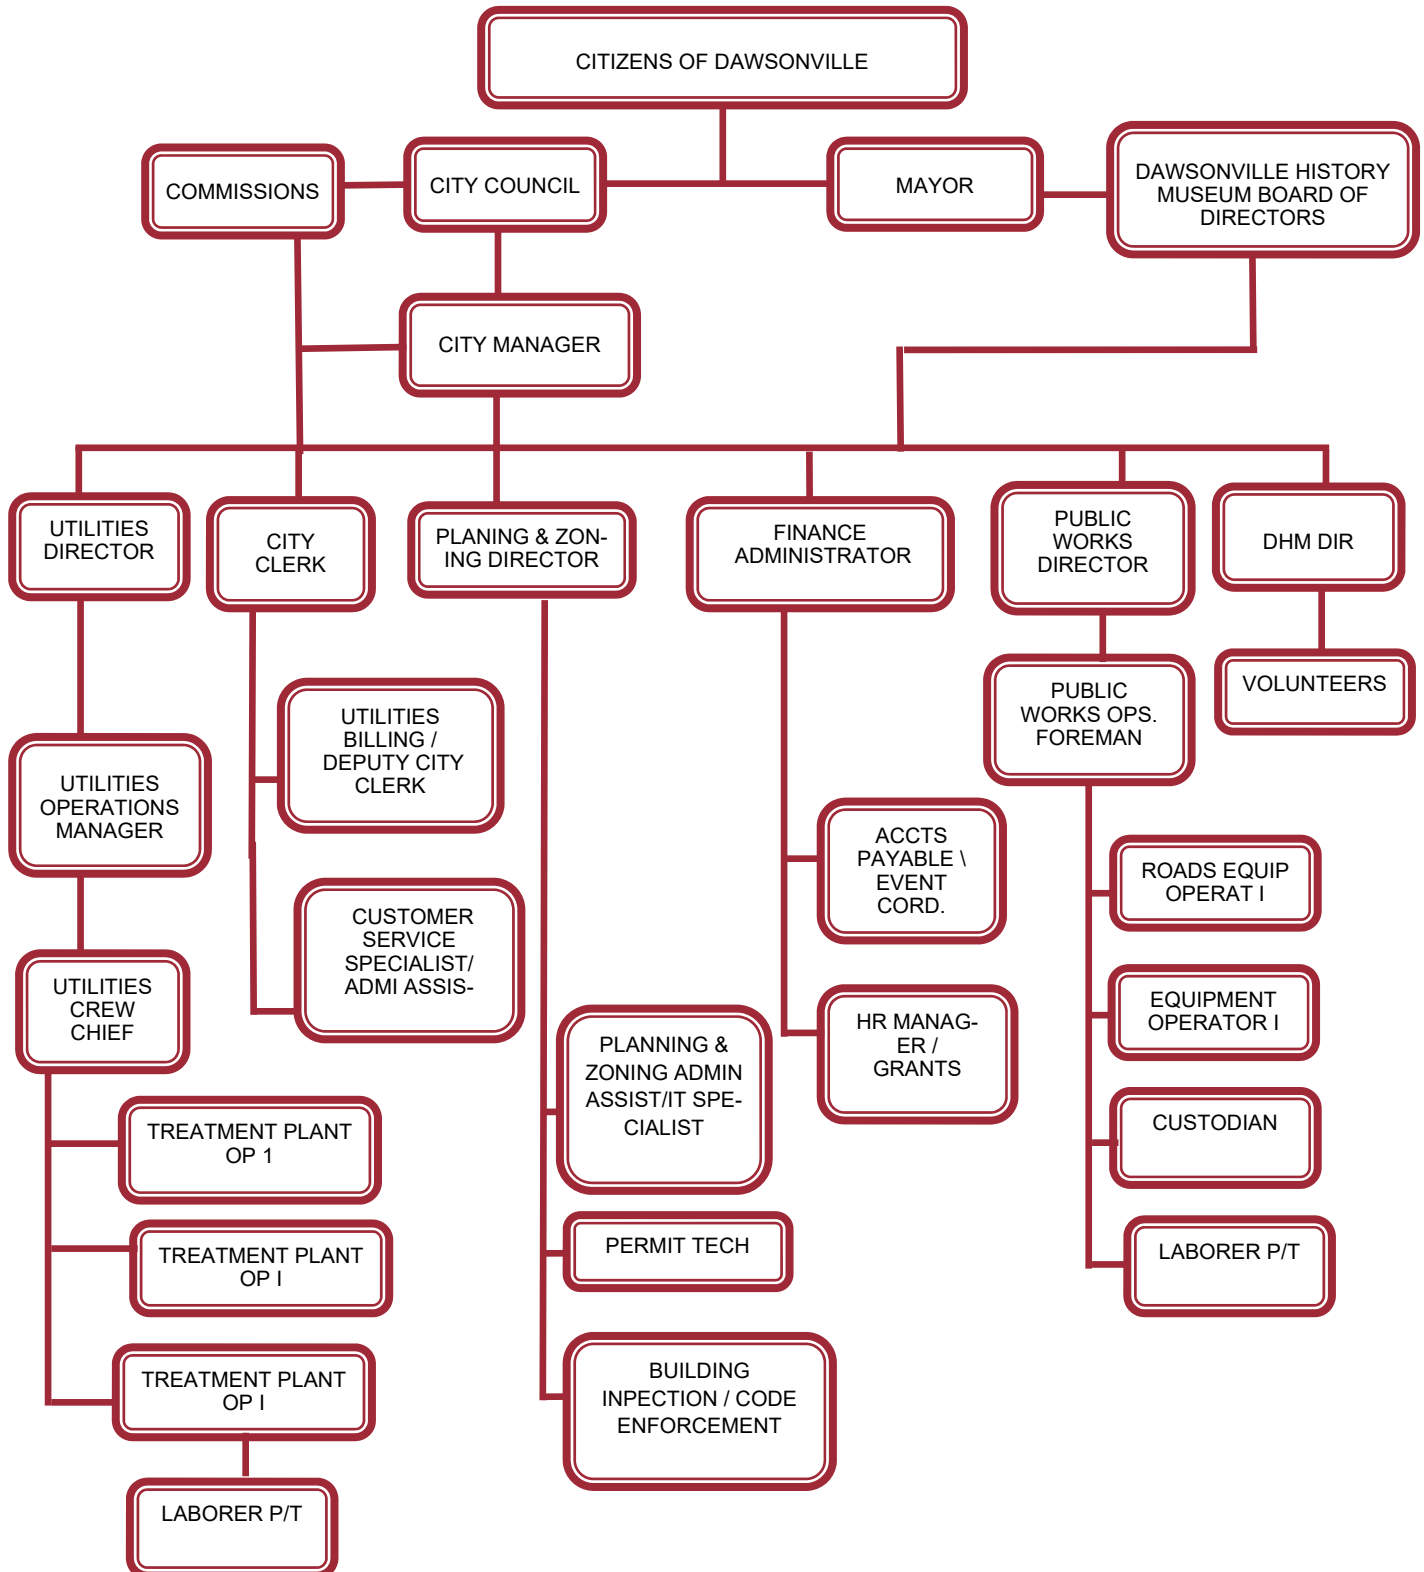 CITIZENS OF DAWSONVILLE
COMMISSIONS
CITY COUNCIL
MAYOR
DAWSONVILLE HISTORY
MUSEUM BOARD OF
DIRECTORS
CITY MANAGER
UTILITIES
DIRECTOR
CITY
CLERK
PLANING & ZON-
ING DIRECTOR
FINANCE
ADMINISTRATOR
PUBLIC
WORKS
DIRECTOR
DHM DIR
UTILITIES
OPERATIONS
MANAGER
UTILITIES
CREW
CHIEF
TREATMENT PLANT
OP 1
TREATMENT PLANT
OP I
TREATMENT PLANT
OP I
LABORER P/T
UTILITIES
BILLING /
DEPUTY CITY
CLERK
CUSTOMER
SERVICE
SPECIALIST/
ADMI ASSIS-
PLANNING &
ZONING ADMIN
ASSIST/IT SPE-
CIALIST
PERMIT TECH
BUILDING
INPECTION / CODE
ENFORCEMENT
ACCTS
PAYABLE \
EVENT
CORD.
HR MANAG-
ER /
GRANTS
PUBLIC
WORKS OPS.
FOREMAN
ROADS EQUIP
OPERAT I
EQUIPMENT
OPERATOR I
CUSTODIAN
LABORER P/T
VOLUNTEERS